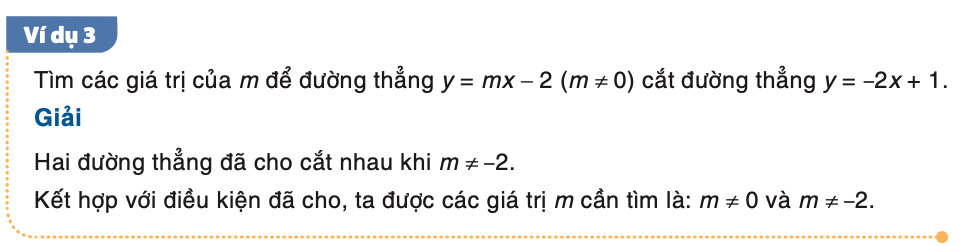 Ví dụ 3
Tìm các giá trị của m để đường thẳng y = mx – 2 (m ≠ 0) cắt đường thẳng y = –2x + 1.
Giải
Hai đường thẳng đã cho cắt nhau khi m ≠ –2.
Kết hợp với điều kiện đã cho, ta được các giá trị m cần tìm là: m ≠ 0 và m ≠ –2.